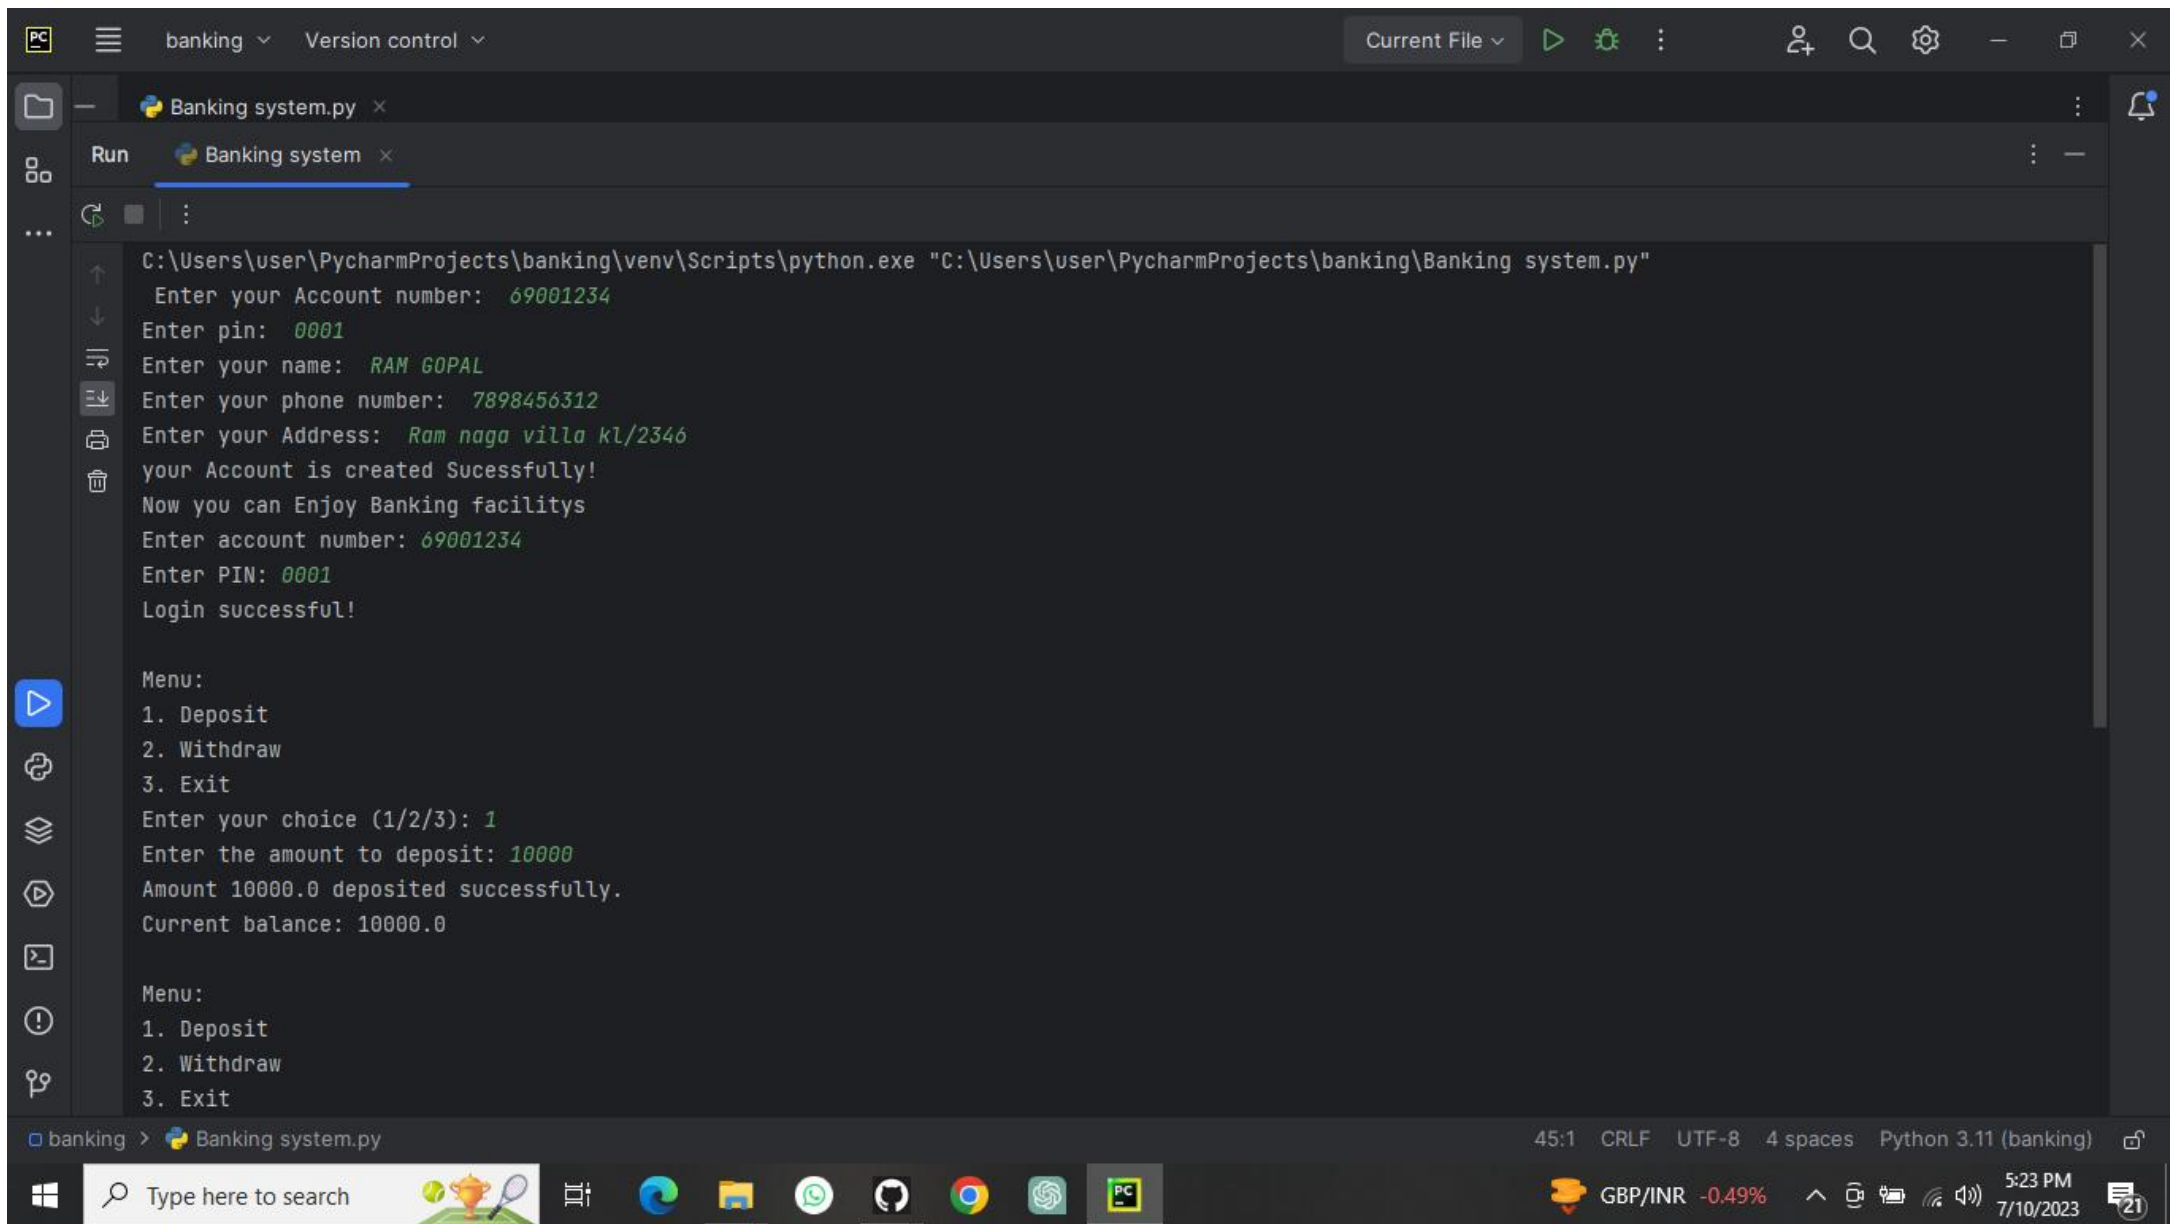 PC banking Version control Current File
Banking system.py
Run Banking system
C:\Users\user\PycharmProjects\banking\venv\Scripts\python.exe "C:\Users\user\PycharmProjects\banking\Banking system.py"
Enter your Account number: 69001234
Enter pin: 0001
Enter your name: RAM GOPAL
Enter your phone number: 7898456312
Enter your Address: Ram naga villa kl/2346
your Account is created Sucessfully!
Now you can Enjoy Banking facilitys
Enter account number: 69001234
Enter PIN: 0001
Login successful!
Menu:
1. Deposit
2. Withdraw
3. Exit
Enter your choice (1/2/3): 1
Enter the amount to deposit: 10000
Amount 10000.0 deposited successfully.
Current balance: 10000.0
Menu:
1. Deposit
2. Withdraw
3. Exit
banking > Banking system.py 45:1 CRLF UTF-8 4 spaces Python 3.11 (banking)
Type here to search PC GBP/INR -0.49% 5:23 PM
7/10/2023 21